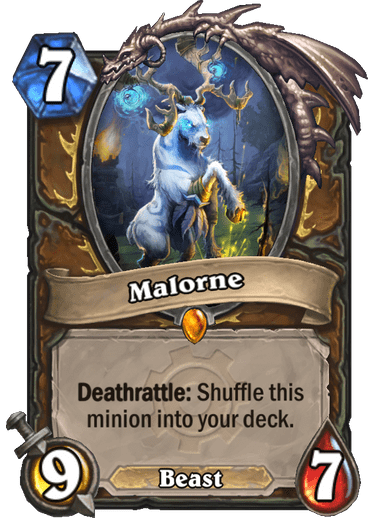 7
Malorne
Deathrattle: Shuffle this
minion into your deck.
9
Beast
7